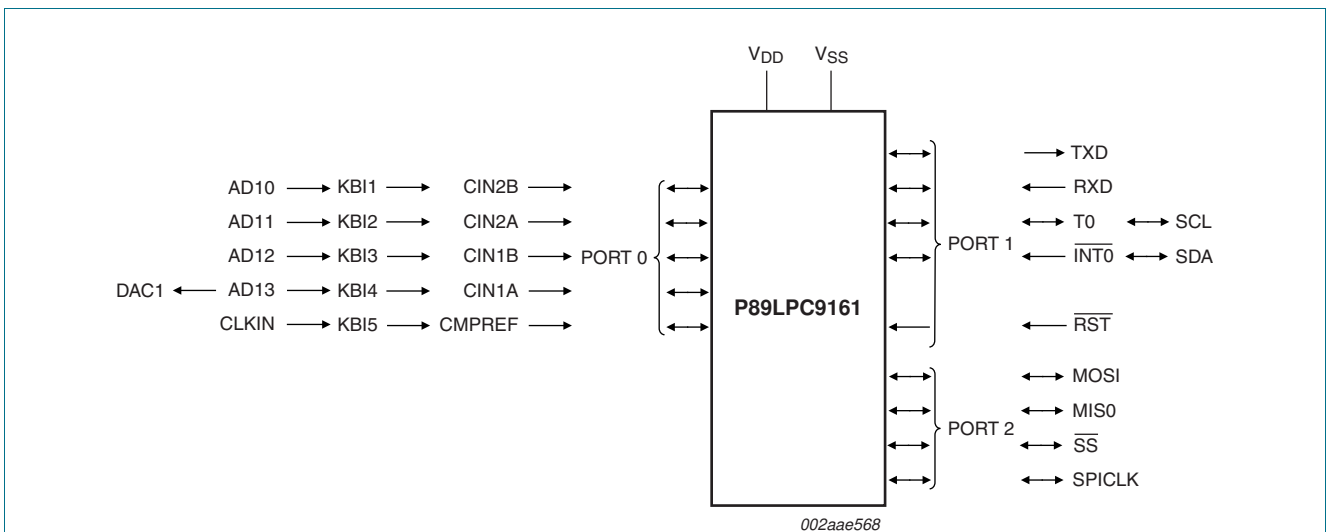 VDD VSS
TXD
AD10 KBI1 CIN2B RXD
AD11 KBI2 CIN2A T0 SCL
PORT 1
AD12 KBI3 CIN1B PORT 0 INT0 SDA
DAC1 AD13 KBI4 CIN1A
P89LPC9161
CLKIN KBI5 CMPREF RST
MOSI
MIS0
PORT 2
SS
SPICLK
002aae568